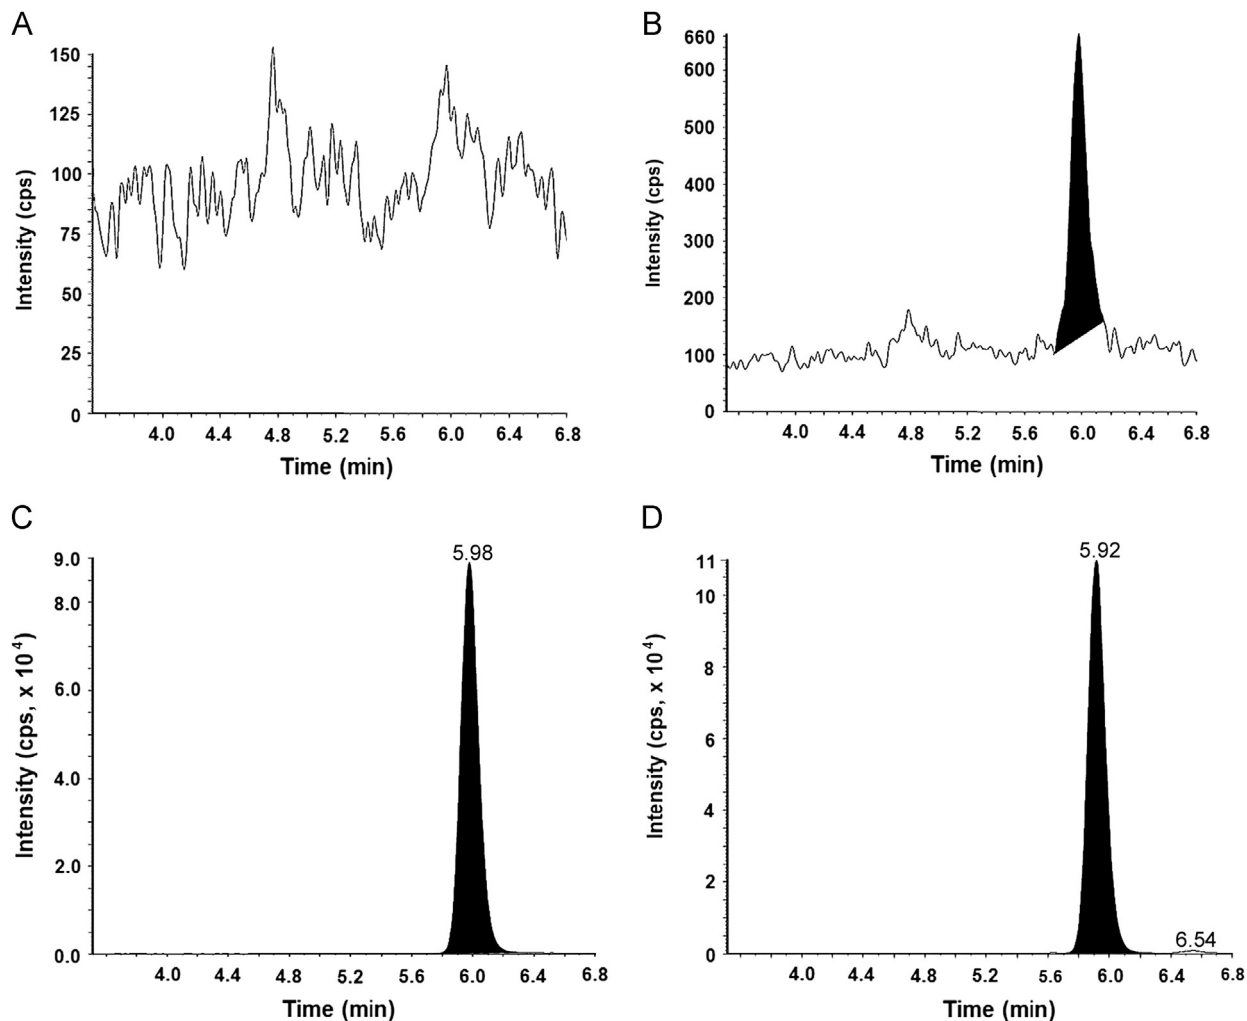 A
150
125
100
75
50
25
0
Intensity (cps)
4.0 4.4 4.8 5.2 5.6 6.0 6.4 6.8
Time (min)
B
660
600
500
400
300
200
100
0
Intensity (cps)
4.0 4.4 4.8 5.2 5.6 6.0 6.4 6.8
Time (min)
C
5.98
9.0
8.0
6.0
4.0
2.0
0.0
Intensity (cps, x 10⁴)
4.0 4.4 4.8 5.2 5.6 6.0 6.4 6.8
Time (min)
D
5.92
11
10
8
6
4
2
0
6.54
Intensity (cps, x 10⁴)
4.0 4.4 4.8 5.2 5.6 6.0 6.4 6.8
Time (min)